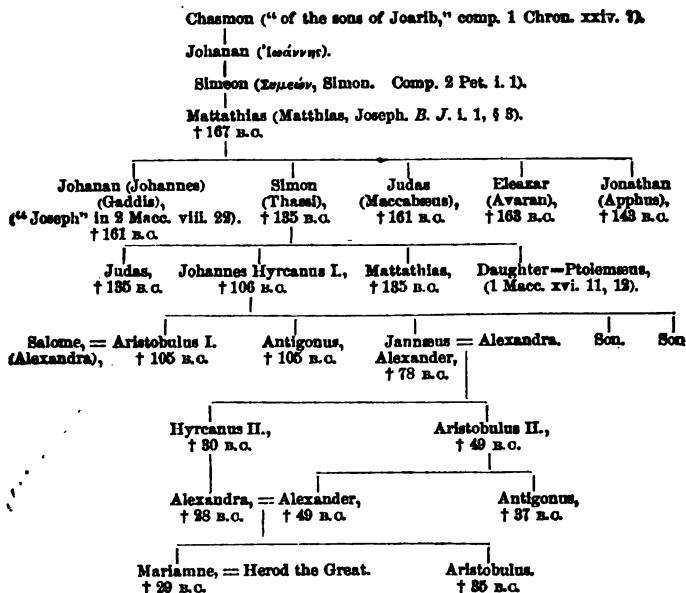 Chasmon (“of the sons of Joarib,” comp. 1 Chron. xxiv. 7).
Johanan (Ἰωάννης).
Simeon (Συμεών, Simon. Comp. 2 Pet. i. 1).
Mattathias (Matthias, Joseph. B. J. i. 1, § 3).
† 167 B.C.
Johanan (Johannes) Simon Judas Eleazar Jonathan
(Gaddis), (Thassi), (Maccabæus), (Avaran), (Apphus),
(“Joseph” in 2 Macc. viii. 22). † 135 B.C. † 161 B.C. † 163 B.C. † 143 B.C.
† 161 B.C.
Judas, Johannes Hyrcanus I., Mattathias, Daughter=Ptolemæus,
† 135 B.C. † 106 B.C. † 135 B.C. (1 Macc. xvi. 11, 12).
Salome, = Aristobulus I. Antigonus, Jannæus = Alexandra. Son. Son
(Alexandra), † 105 B.C. † 105 B.C. Alexander,
† 78 B.C.
Hyrcanus II., Aristobulus II.,
† 30 B.C. † 49 B.C.
Alexandra, = Alexander, Antigonus,
† 28 B.C. † 49 B.C. † 37 B.C.
Mariamne, = Herod the Great. Aristobulus.
† 29 B.C. † 35 B.C.